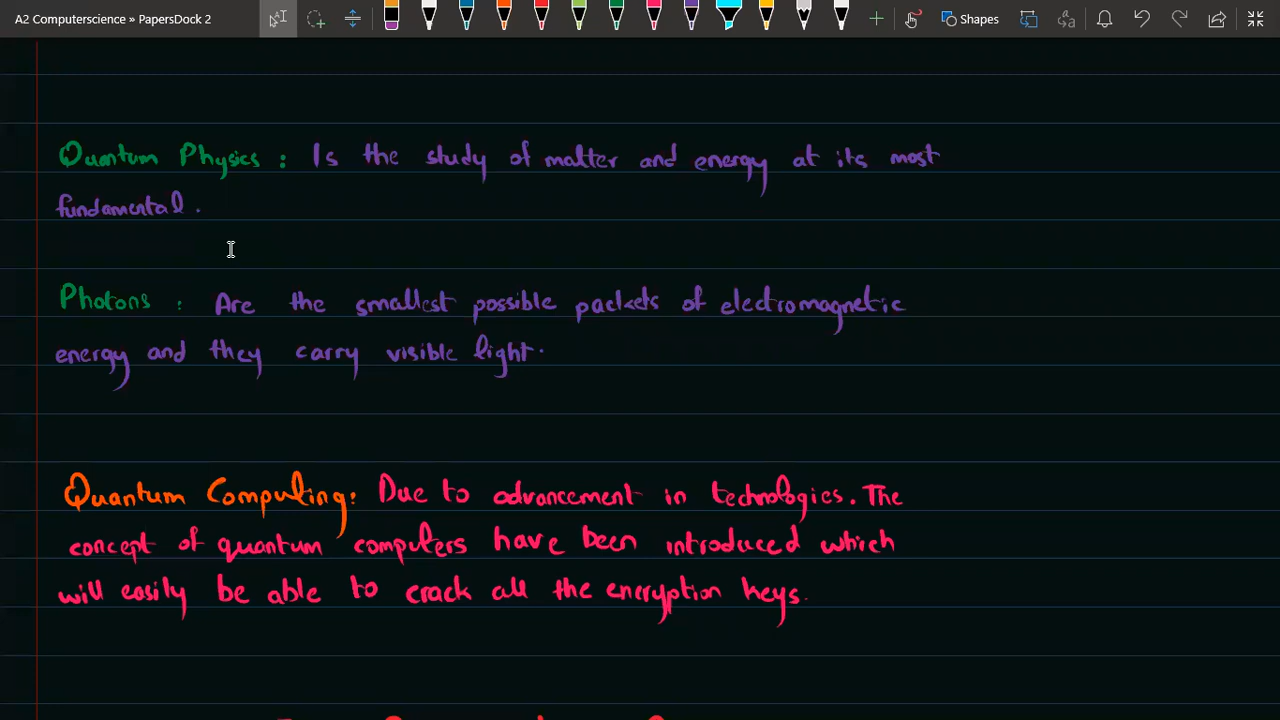 A2 Computerscience » PapersDock 2
Shapes
Quantum Physics : Is the study of matter and energy at its most
fundamental.
Photons : Are the smallest possible packets of electromagnetic
energy and they carry visible light.
Quantum Computing: Due to advancement in technologies. The
concept of quantum computers have been introduced which
will easily be able to crack all the encryption keys.